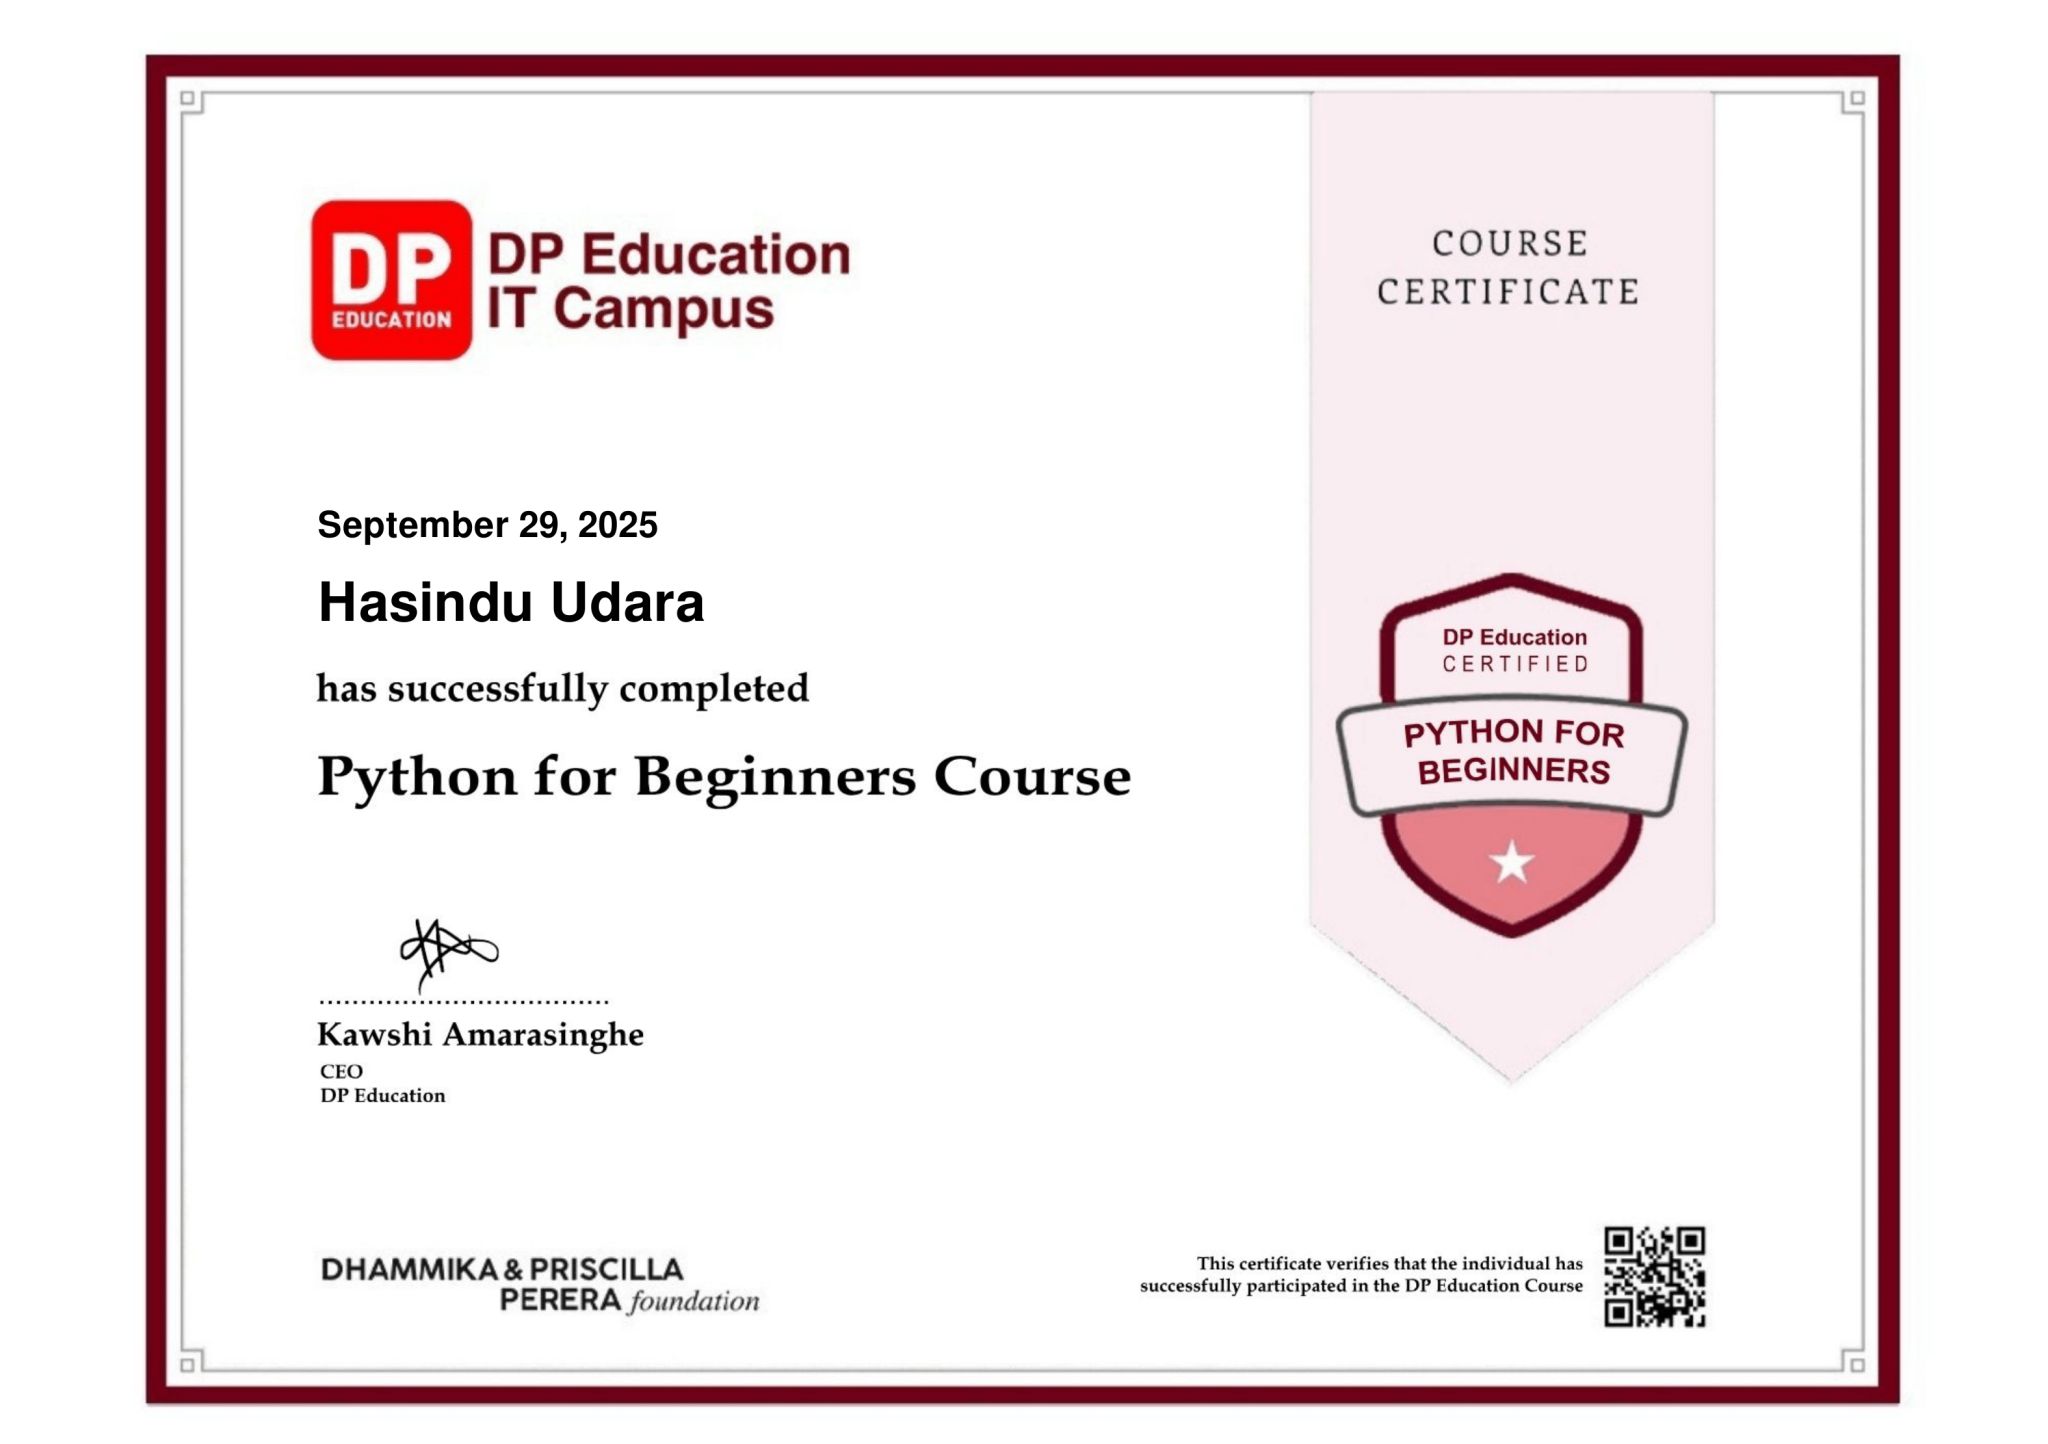 DP
EDUCATION
DP Education
IT Campus
COURSE
CERTIFICATE
September 29, 2025
Hasindu Udara
has successfully completed
Python for Beginners Course
DP Education
CERTIFIED
PYTHON FOR
BEGINNERS
Kawshi Amarasinghe
CEO
DP Education
DHAMMIKA & PRISCILLA
PERERA foundation
This certificate verifies that the individual has
successfully participated in the DP Education Course